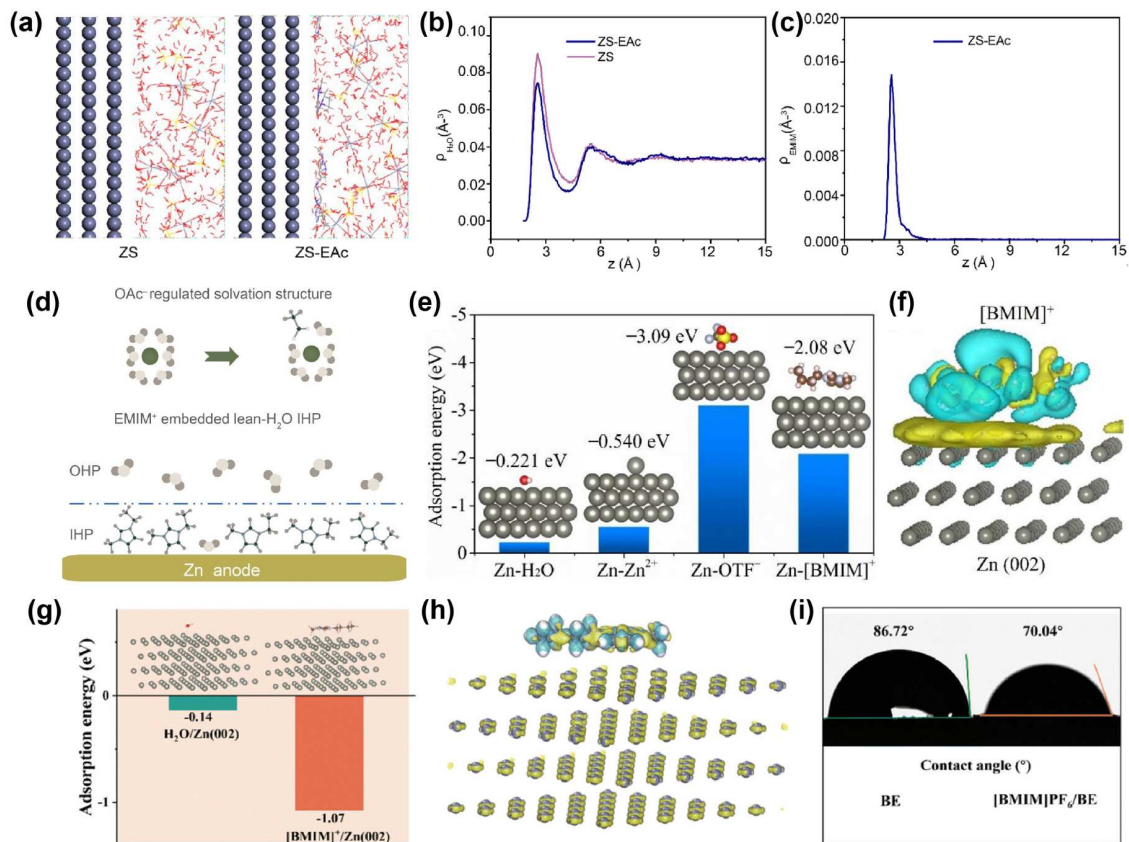 (a)
ZS
ZS-EAc
(b)
ZS-EAc
ZS
0.10
0.08
0.06
0.04
0.02
0.00
ρH₂O(Å-³)
0 3 6 9 12 15
z (Å )
(c)
ZS-EAc
0.016
0.012
0.008
0.004
0.000
ρEMIM(Å-³)
0 3 6 9 12 15
z (Å )
(d)
OAc⁻regulated solvation structure
EMIM⁺ embedded lean-H₂O IHP
OHP
IHP
Zn anode
(e)
-5
-4
-3
-2
-1
0
Adsorption energy (eV)
−0.221 eV
−0.540 eV
−3.09 eV
−2.08 eV
Zn-H₂O
Zn-Zn²⁺
Zn-OTF⁻
Zn-[BMIM]⁺
(f)
[BMIM]⁺
Zn (002)
(g)
Adsorption energy (eV)
0
-1
-0.14
H₂O/Zn(002)
-1.07
[BMIM]⁺/Zn(002)
(h)
(i)
86.72°
70.04°
Contact angle (°)
BE
[BMIM]PF₆/BE